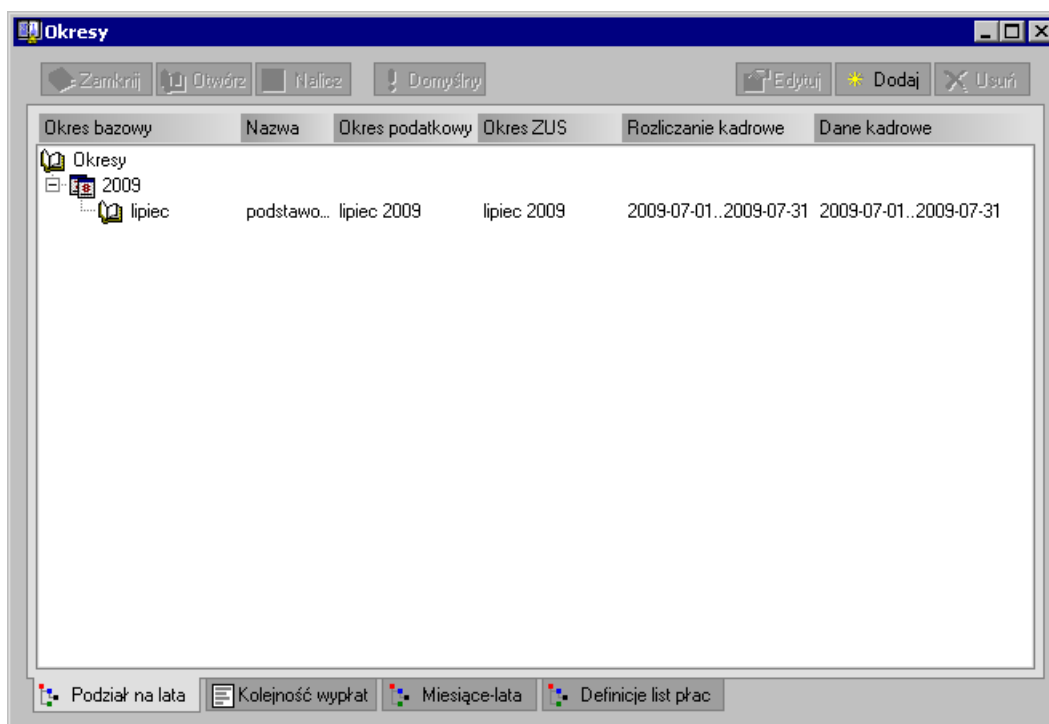 Okresy
Zamknij Otwórz Nalicz Domyślny Edytuj Dodaj Usuń
Okres bazowy Nazwa Okres podatkowy Okres ZUS Rozliczanie kadrowe Dane kadrowe
Okresy
2009
lipiec podstawo... lipiec 2009 lipiec 2009 2009-07-01..2009-07-31 2009-07-01..2009-07-31
Podział na lata Kolejność wypłat Miesiące-lata Definicje list płac